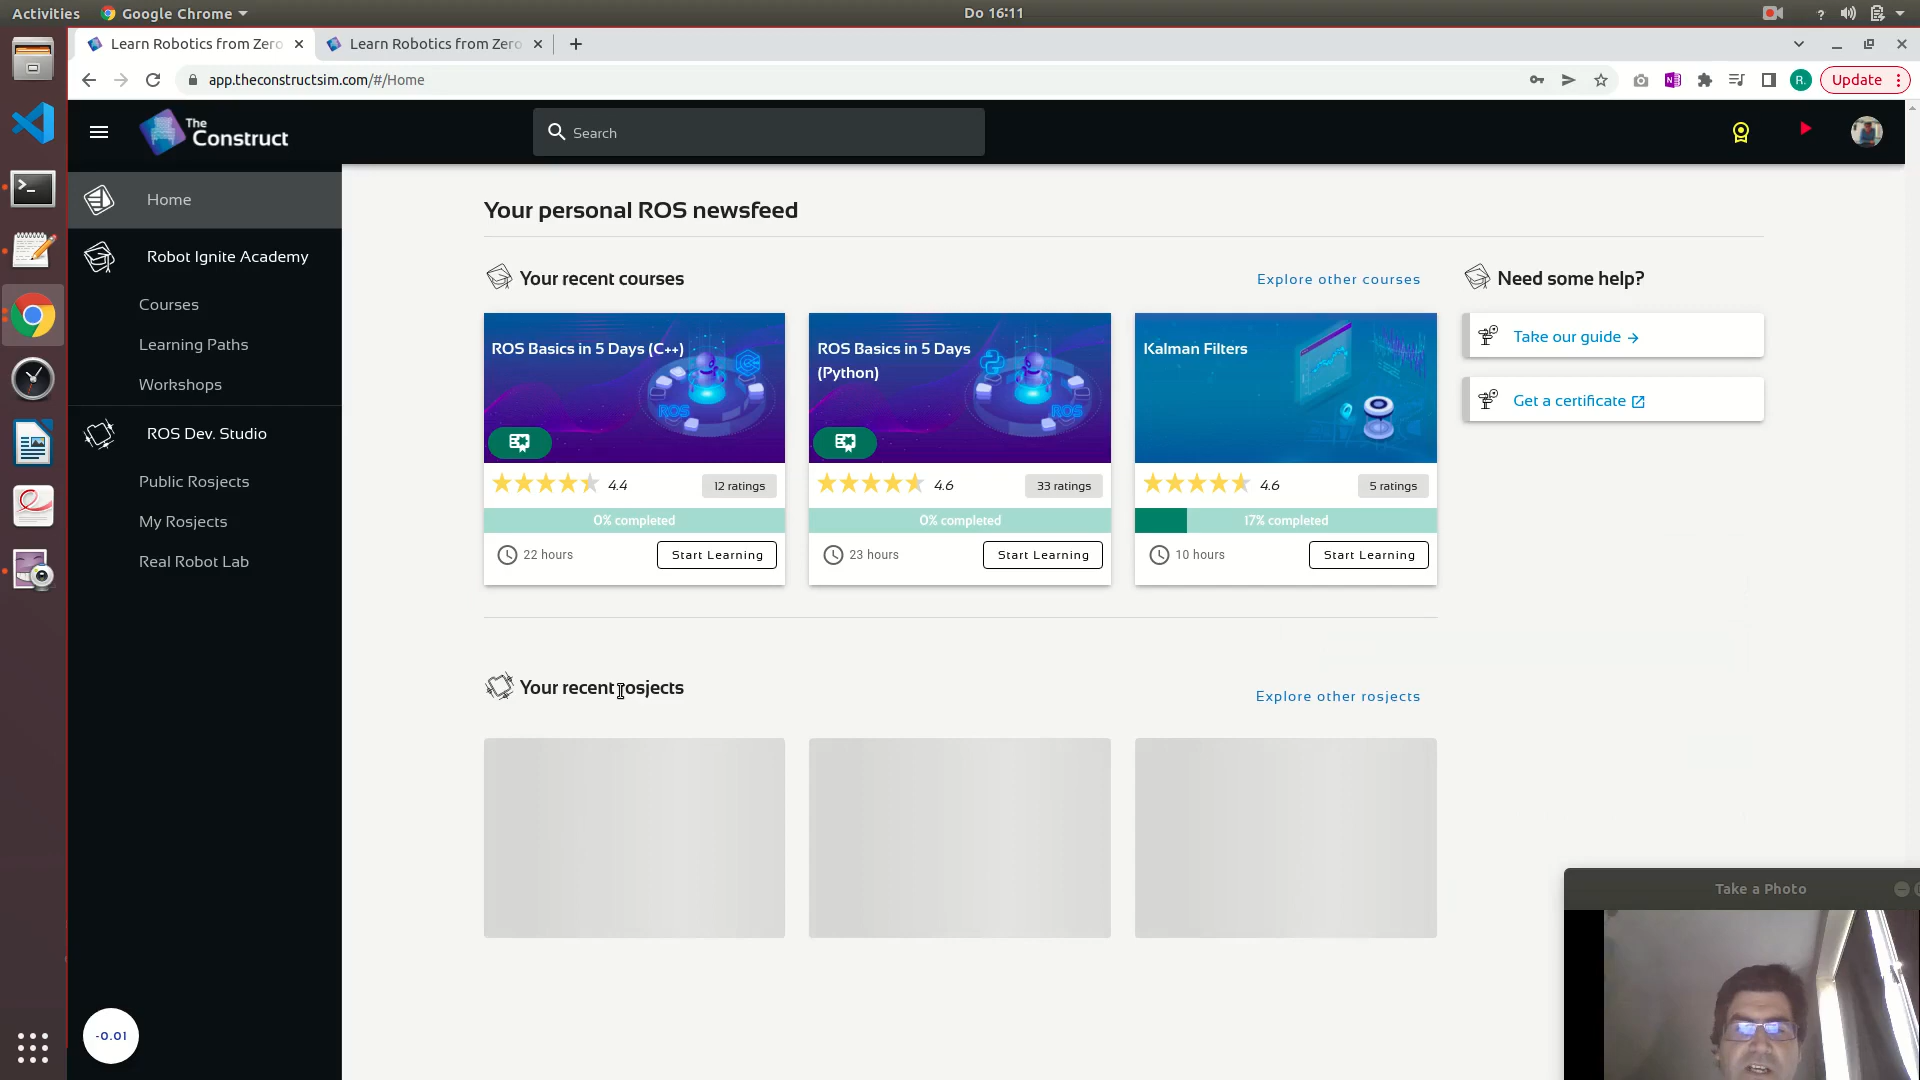 Activities
Google Chrome
Do 16:11
?
Learn Robotics from Zero
Learn Robotics from Zero
app.theconstructsim.com/#/Home
R.
Update
The
Construct
Search
Home
Robot Ignite Academy
Courses
Learning Paths
Workshops
ROS Dev. Studio
Public Rosjects
My Rosjects
Real Robot Lab
-0.01
Your personal ROS newsfeed
Your recent courses
Explore other courses
Need some help?
Take our guide →
Get a certificate
ROS Basics in 5 Days (C++)
ROS
4.4
12 ratings
0% completed
22 hours
Start Learning
ROS Basics in 5 Days
(Python)
ROS
4.6
33 ratings
0% completed
23 hours
Start Learning
Kalman Filters
4.6
5 ratings
17% completed
10 hours
Start Learning
Your recent rosjects
Explore other rosjects
Take a Photo